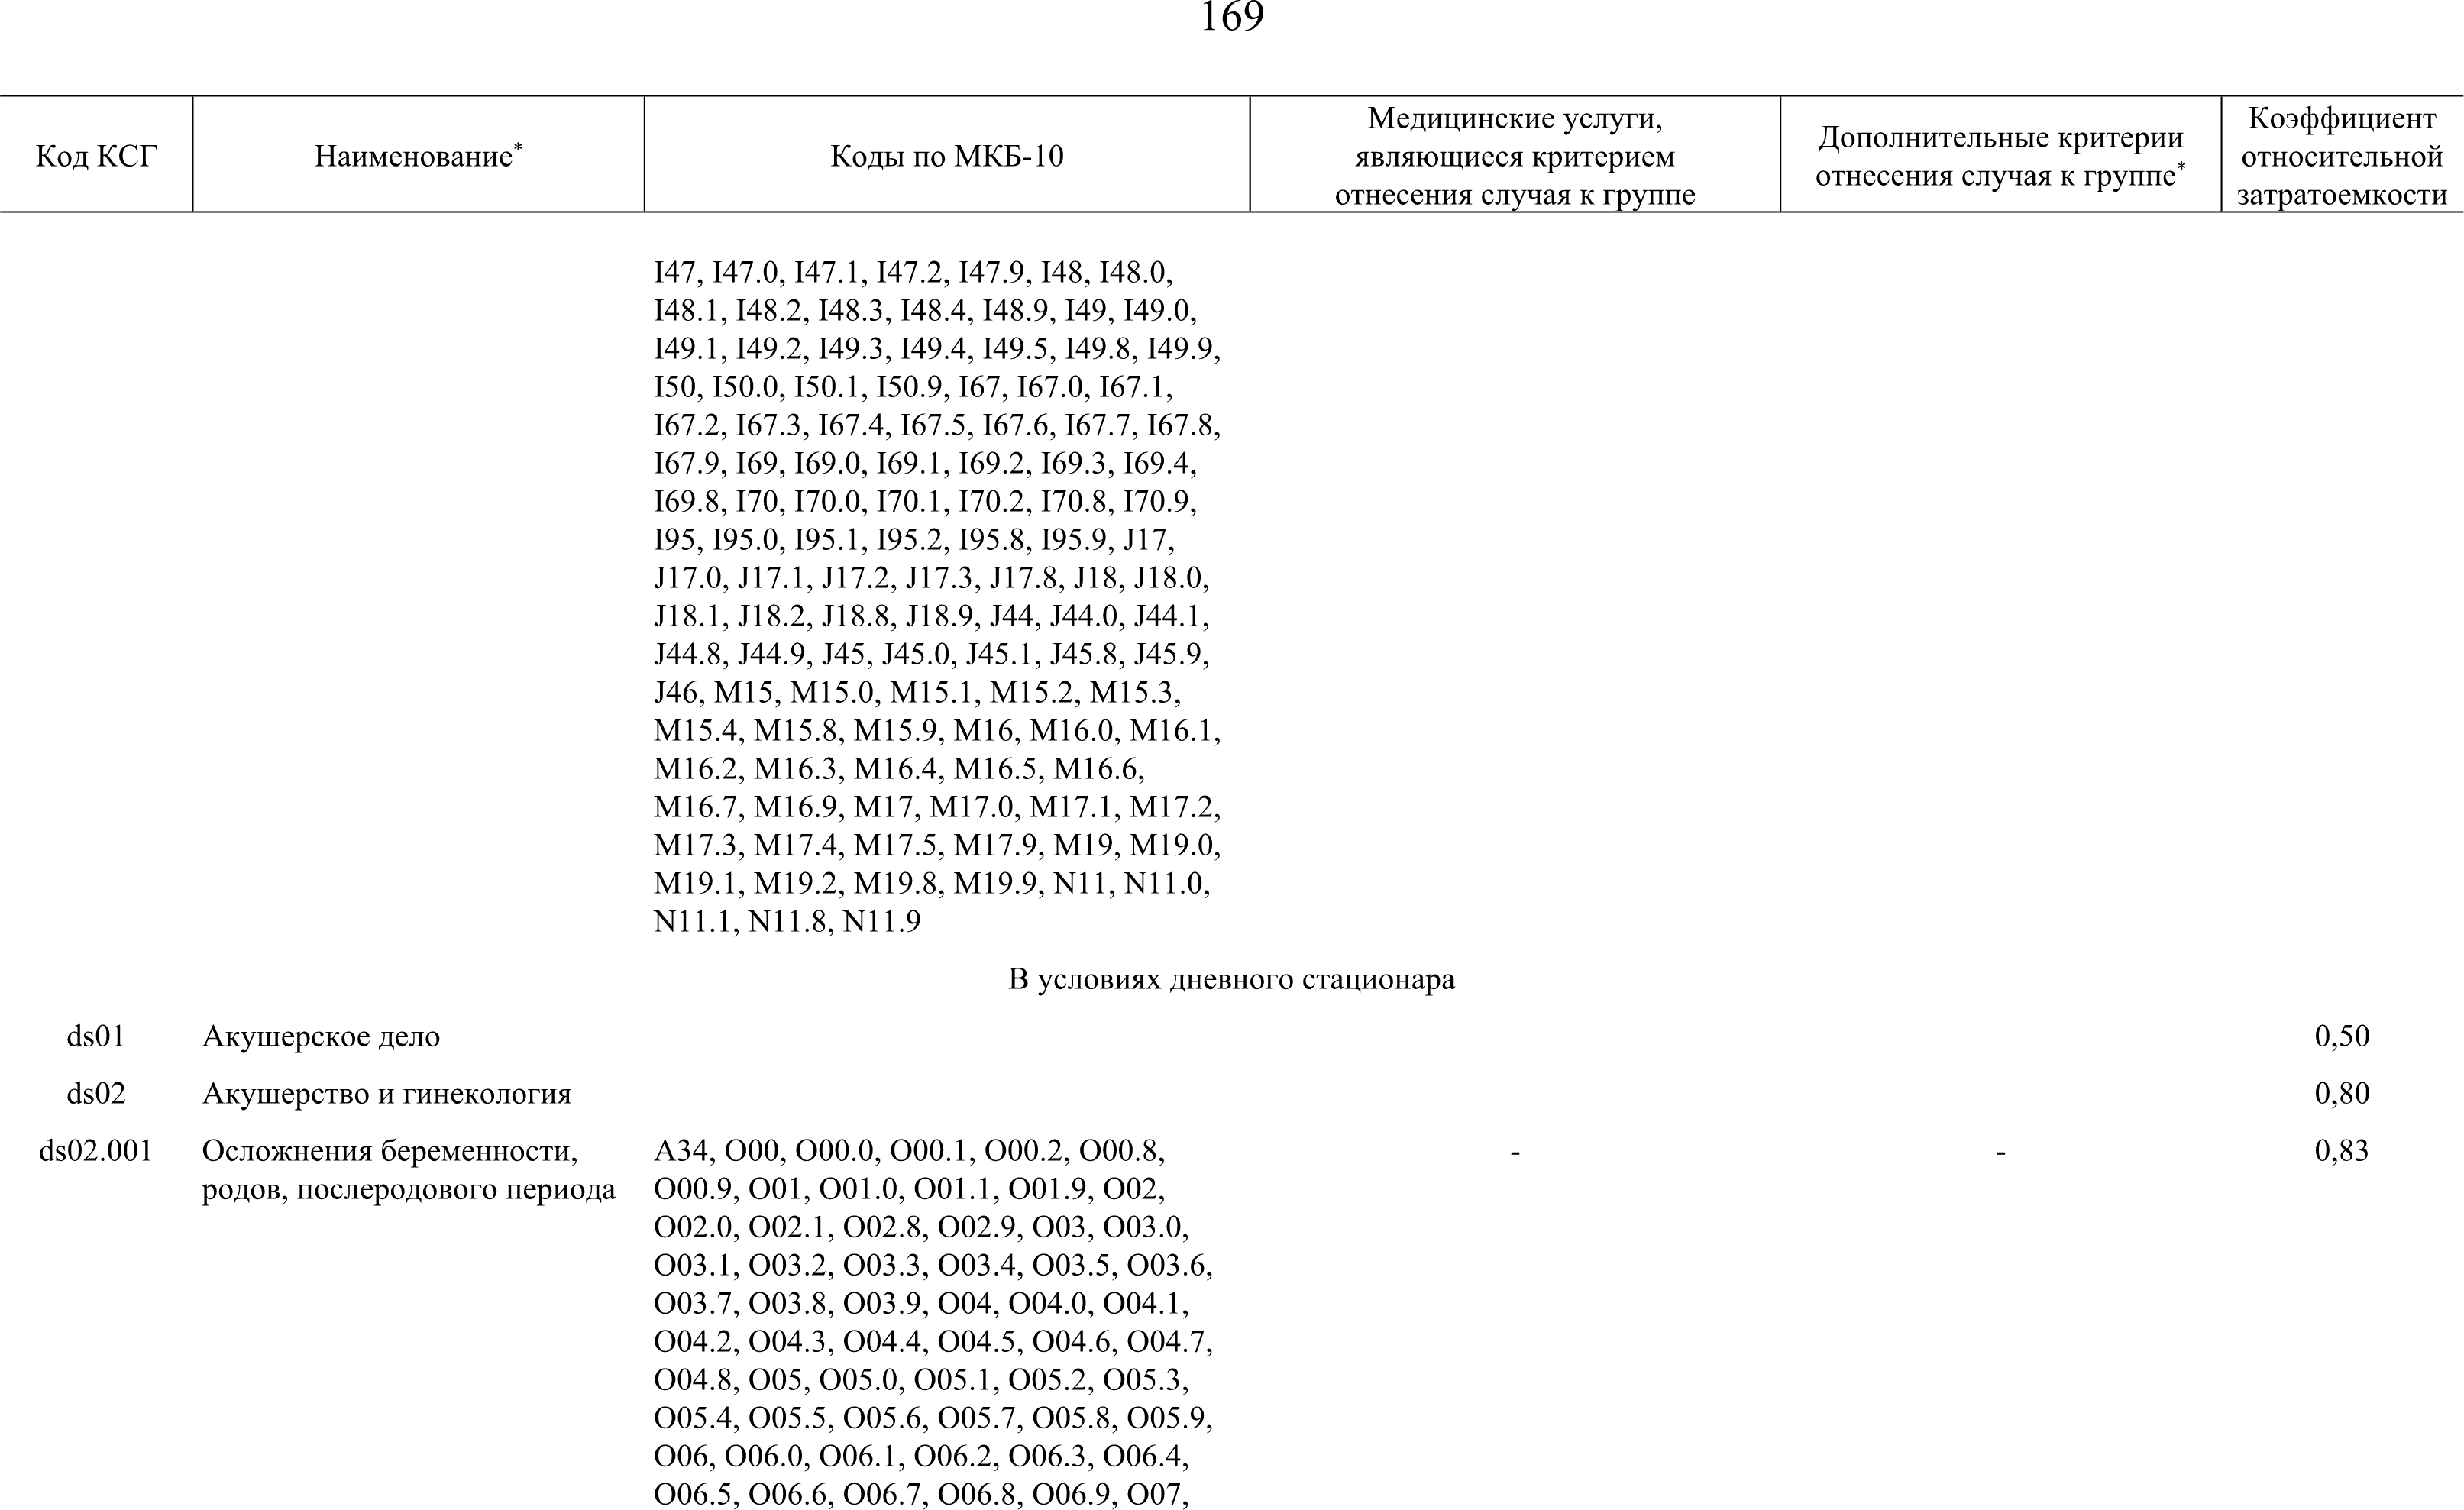 169
Код КСГ
Наименование*
Коды по МКБ-10
Медицинские услуги,
являющиеся критерием
отнесения случая к группе
Дополнительные критерии
отнесения случая к группе*
Коэффициент
относительной
затратоемкости
I47, I47.0, I47.1, I47.2, I47.9, I48, I48.0,
I48.1, I48.2, I48.3, I48.4, I48.9, I49, I49.0,
I49.1, I49.2, I49.3, I49.4, I49.5, I49.8, I49.9,
I50, I50.0, I50.1, I50.9, I67, I67.0, I67.1,
I67.2, I67.3, I67.4, I67.5, I67.6, I67.7, I67.8,
I67.9, I69, I69.0, I69.1, I69.2, I69.3, I69.4,
I69.8, I70, I70.0, I70.1, I70.2, I70.8, I70.9,
I95, I95.0, I95.1, I95.2, I95.8, I95.9, J17,
J17.0, J17.1, J17.2, J17.3, J17.8, J18, J18.0,
J18.1, J18.2, J18.8, J18.9, J44, J44.0, J44.1,
J44.8, J44.9, J45, J45.0, J45.1, J45.8, J45.9,
J46, M15, M15.0, M15.1, M15.2, M15.3,
M15.4, M15.8, M15.9, M16, M16.0, M16.1,
M16.2, M16.3, M16.4, M16.5, M16.6,
M16.7, M16.9, M17, M17.0, M17.1, M17.2,
M17.3, M17.4, M17.5, M17.9, M19, M19.0,
M19.1, M19.2, M19.8, M19.9, N11, N11.0,
N11.1, N11.8, N11.9
В условиях дневного стационара
ds01 Акушерское дело 0,50
ds02 Акушерство и гинекология 0,80
ds02.001 Осложнения беременности, A34, O00, O00.0, O00.1, O00.2, O00.8, - - 0,83
родов, послеродового периода O00.9, O01, O01.0, O01.1, O01.9, O02,
O02.0, O02.1, O02.8, O02.9, O03, O03.0,
O03.1, O03.2, O03.3, O03.4, O03.5, O03.6,
O03.7, O03.8, O03.9, O04, O04.0, O04.1,
O04.2, O04.3, O04.4, O04.5, O04.6, O04.7,
O04.8, O05, O05.0, O05.1, O05.2, O05.3,
O05.4, O05.5, O05.6, O05.7, O05.8, O05.9,
O06, O06.0, O06.1, O06.2, O06.3, O06.4,
O06.5, O06.6, O06.7, O06.8, O06.9, O07,